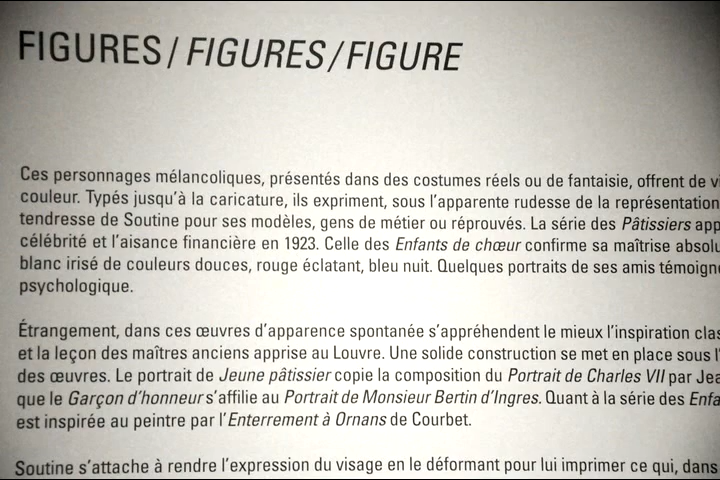 FIGURES / FIGURES / FIGURE
Ces personnages mélancoliques, présentés dans des costumes réels ou de fantaisie, offrent de
couleur. Typés jusqu'à la caricature, ils expriment, sous l'apparente rudesse de la représentation
tendresse de Soutine pour ses modèles, gens de métier ou réprouvés. La série des Pâtissiers
célébrité et l'aisance financière en 1923. Celle des Enfants de chœur confirme sa maîtrise
blanc irisé de couleurs douces, rouge éclatant, bleu nuit. Quelques portraits de ses amis
psychologique.
Étrangement, dans ces œuvres d'apparence spontanée s'appréhendent le mieux l'inspiration
et la leçon des maîtres anciens apprise au Louvre. Une solide construction se met en place sous
des œuvres. Le portrait de Jeune pâtissier copie la composition du Portrait de Charles VII par
que le Garçon d'honneur s'affilie au Portrait de Monsieur Bertin d'Ingres. Quant à la série des
est inspirée au peintre par l'Enterrement à Ornans de Courbet.
Soutine s'attache à rendre l'expression du visage en le déformant pour lui imprimer ce qui, dans